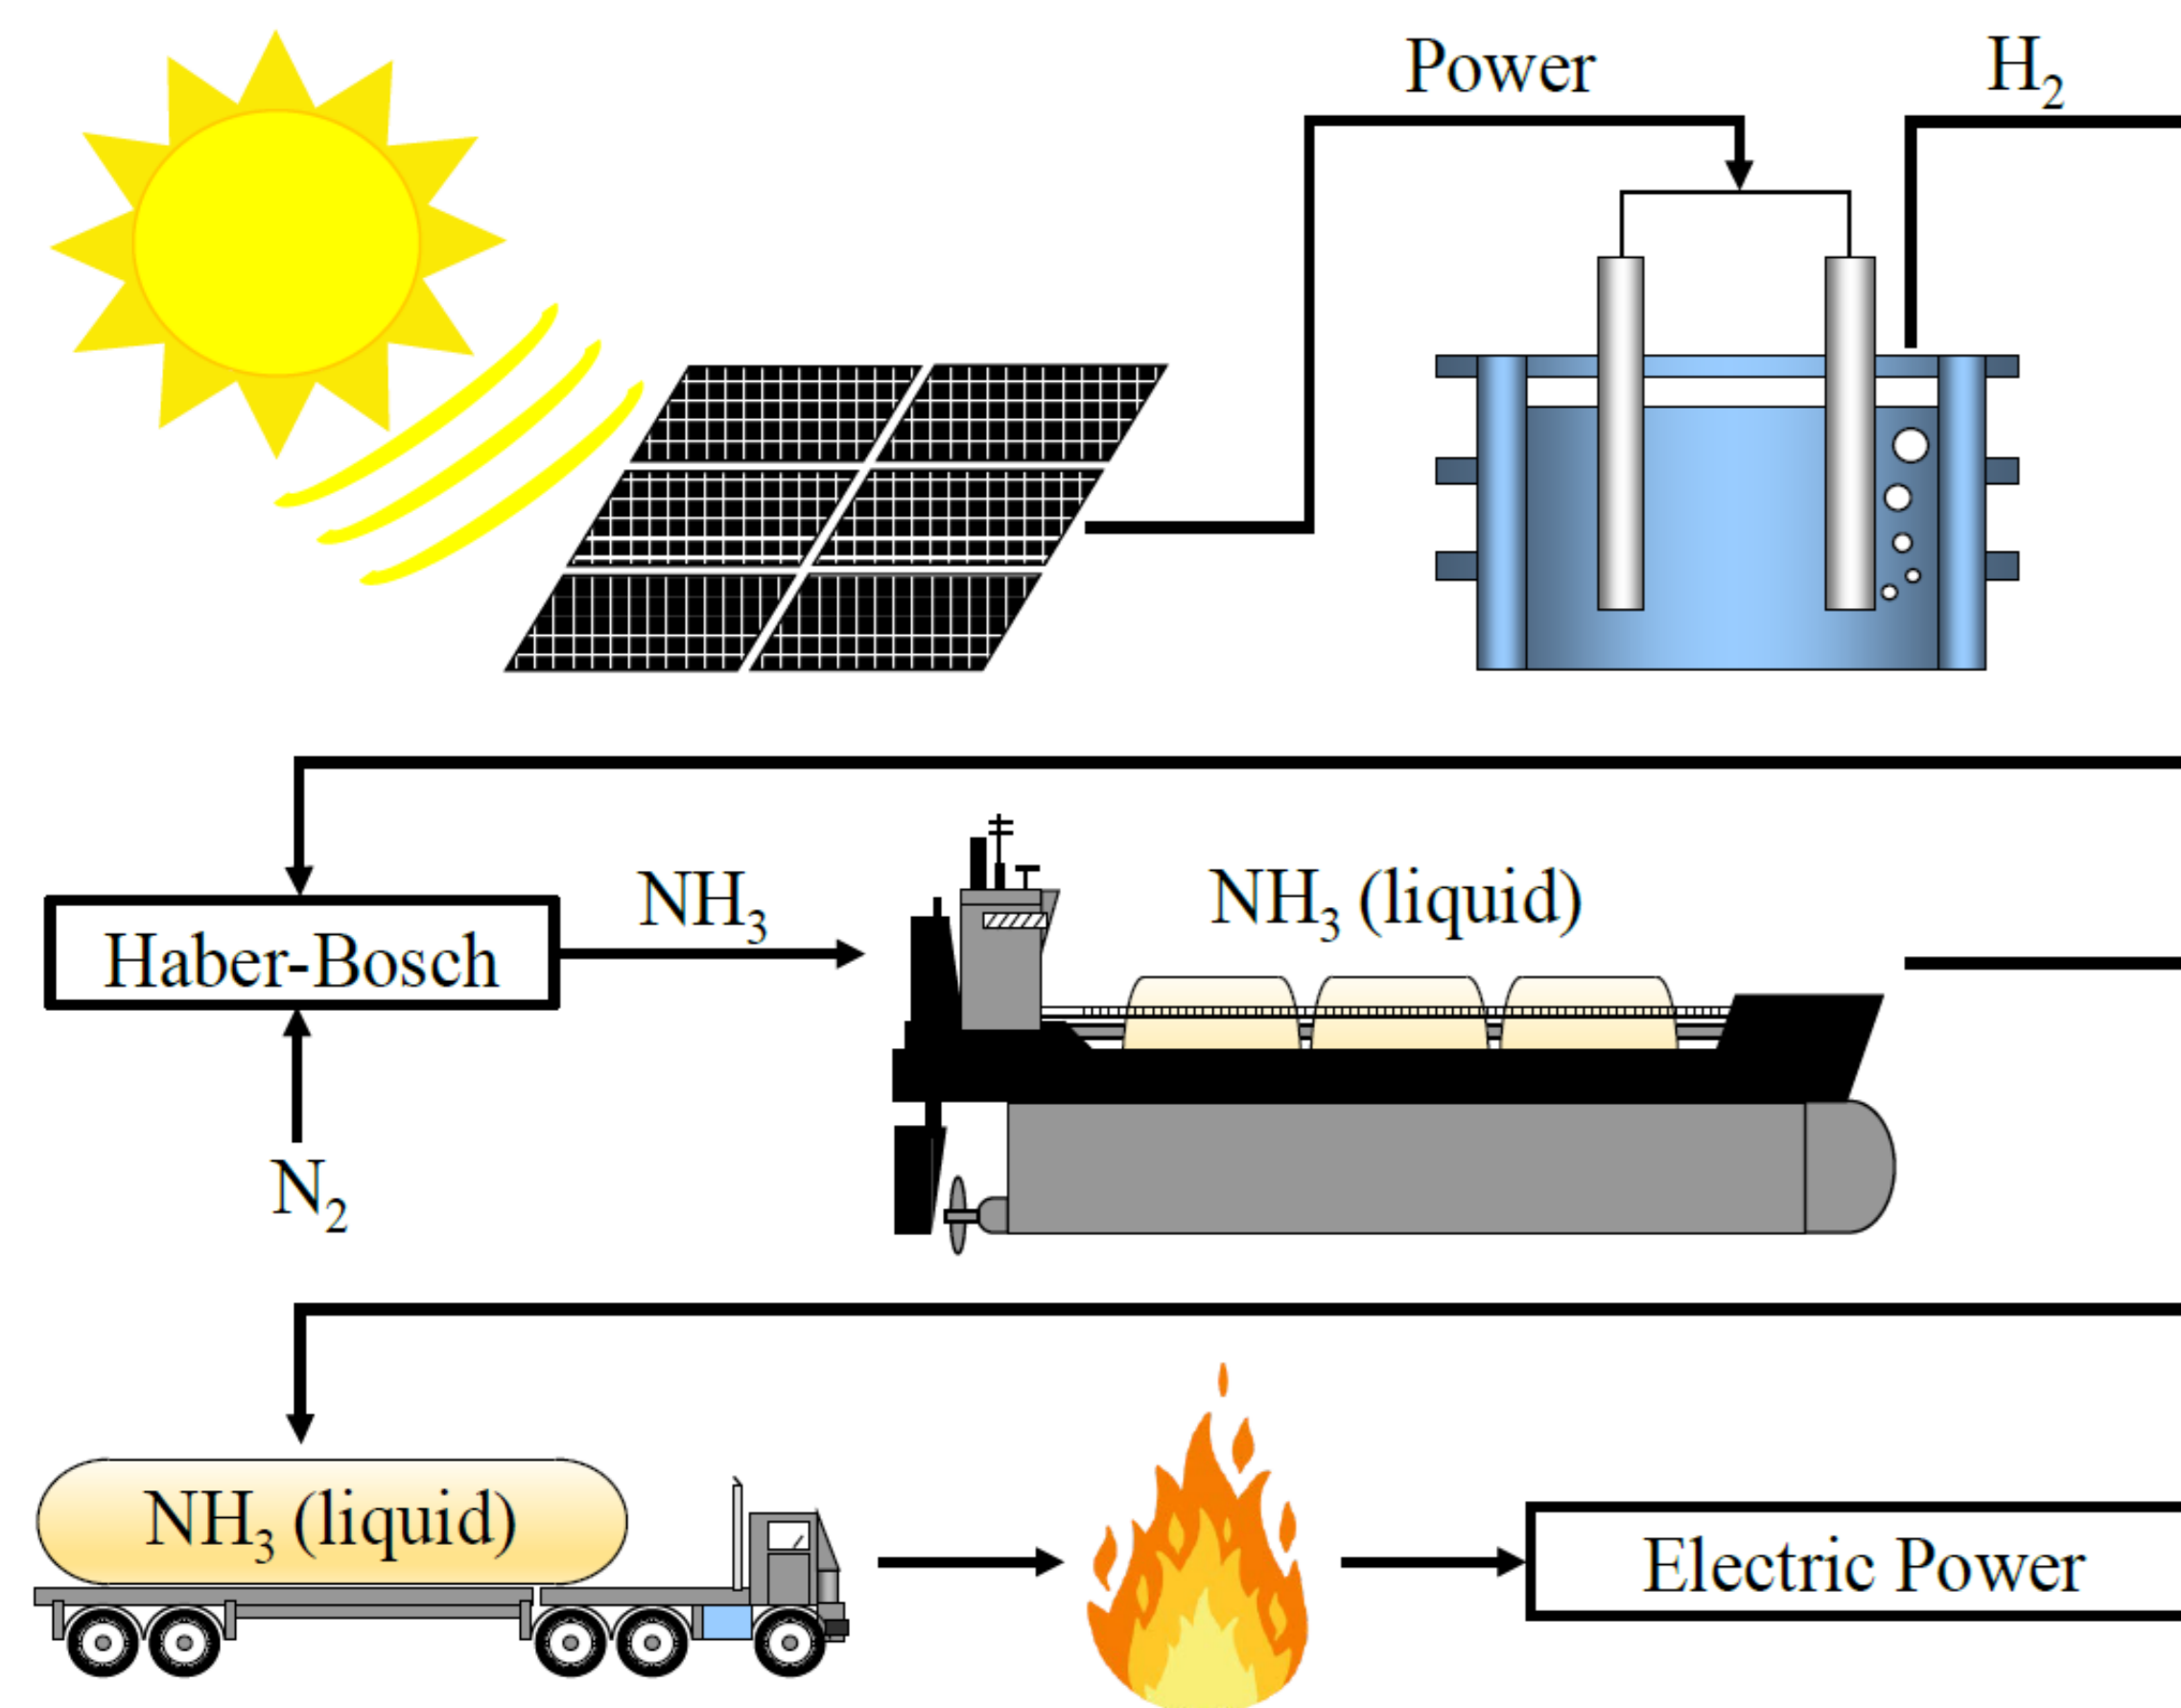 Power
H₂
Haber-Bosch
NH₃
NH₃ (liquid)
N₂
NH₃ (liquid)
Electric Power